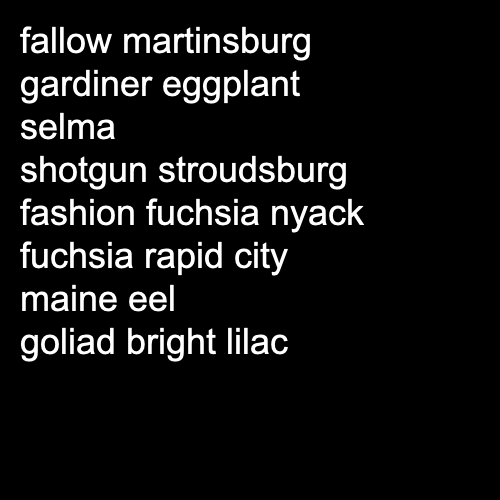 fallow martinsburg
gardiner eggplant
selma
shotgun stroudsburg
fashion fuchsia nyack
fuchsia rapid city
maine eel
goliad bright lilac